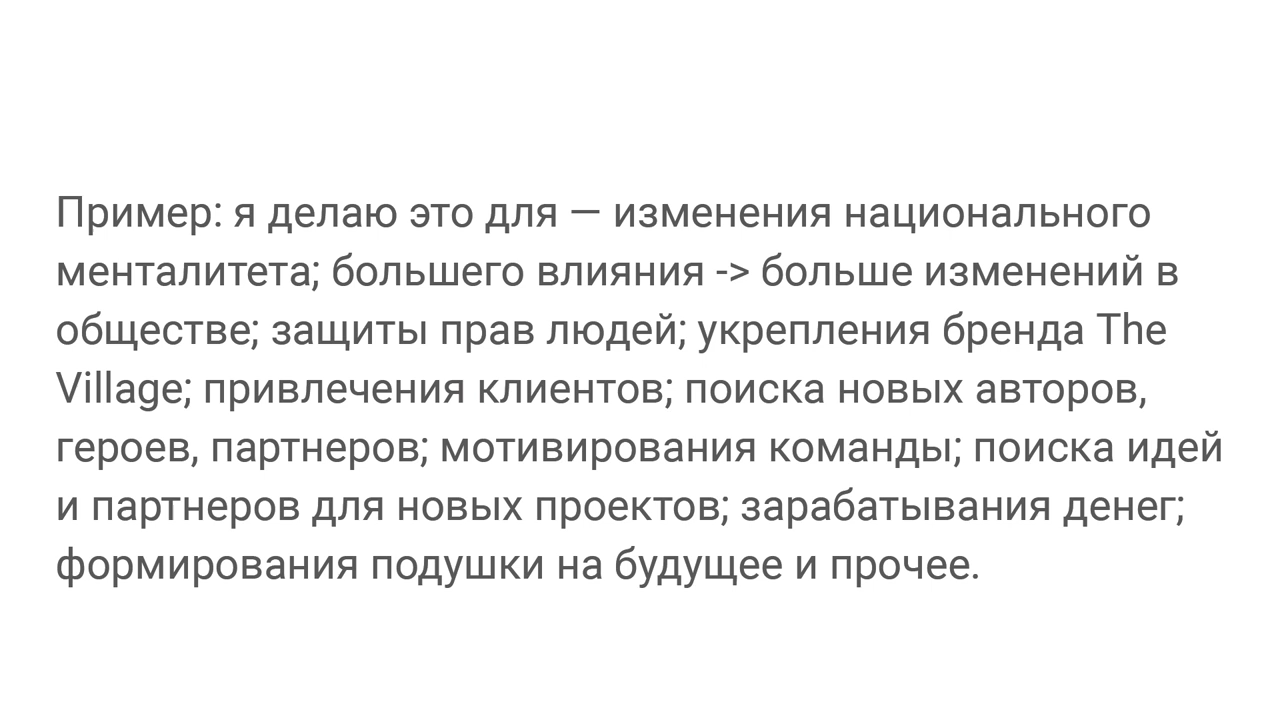 Пример: я делаю это для — изменения национального
менталитета; большего влияния -> больше изменений в
обществе; защиты прав людей; укрепления бренда The
Village; привлечения клиентов; поиска новых авторов,
героев, партнеров; мотивирования команды; поиска идей
и партнеров для новых проектов; зарабатывания денег;
формирования подушки на будущее и прочее.